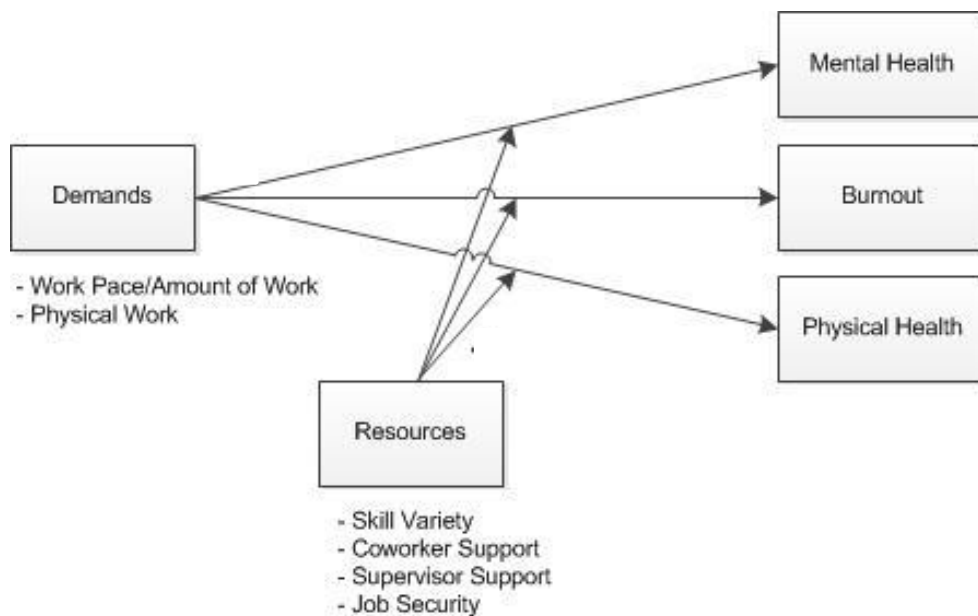 Mental Health
Demands
Burnout
- Work Pace/Amount of Work
- Physical Work
Physical Health
Resources
- Skill Variety
- Coworker Support
- Supervisor Support
- Job Security